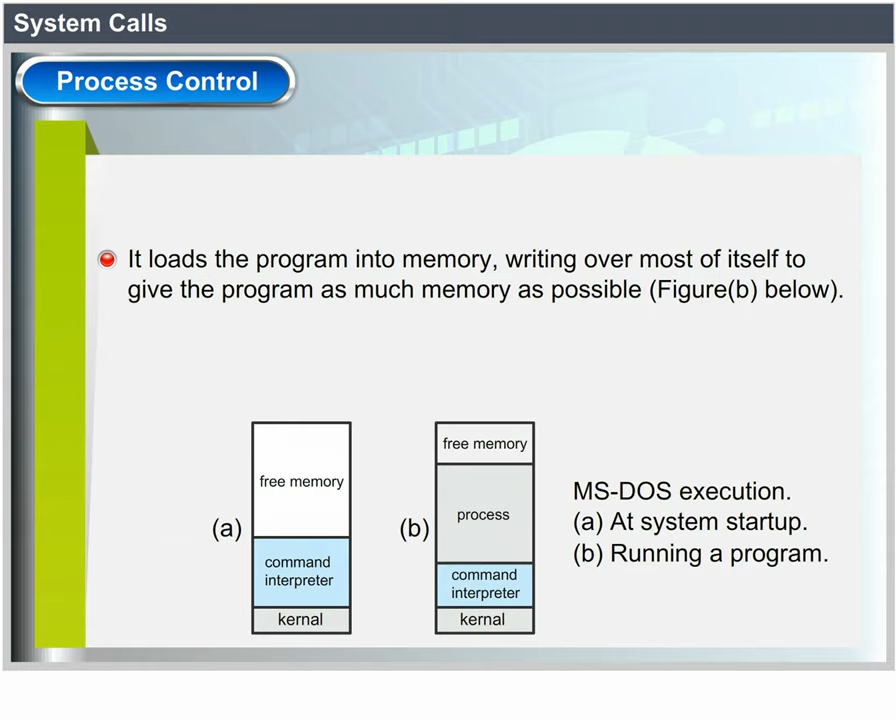 System Calls
Process Control
It loads the program into memory, writing over most of itself to
give the program as much memory as possible (Figure(b) below).
(a)
free memory
command
interpreter
kernal
(b)
free memory
process
command
interpreter
kernal
MS-DOS execution.
(a) At system startup.
(b) Running a program.